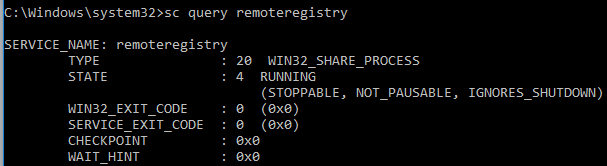 C:\Windows\system32>sc query remoteregistry
SERVICE_NAME: remoteregistry
TYPE : 20 WIN32_SHARE_PROCESS
STATE : 4 RUNNING
(STOPPABLE, NOT_PAUSABLE, IGNORES_SHUTDOWN)
WIN32_EXIT_CODE : 0 (0x0)
SERVICE_EXIT_CODE : 0 (0x0)
CHECKPOINT : 0x0
WAIT_HINT : 0x0